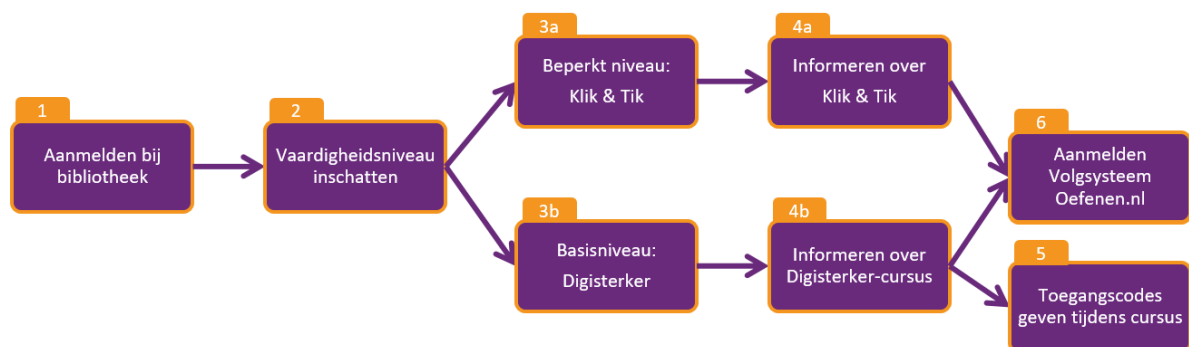 1
Aanmelden bij
bibliotheek
2
Vaardigheidsniveau
inschatten
3a
Beperkt niveau:
Klik & Tik
4a
Informeren over
Klik & Tik
3b
Basisniveau:
Digisterker
4b
Informeren over
Digisterker-cursus
6
Aanmelden
Volgsysteem
Oefenen.nl
5
Toegangscodes
geven tijdens cursus